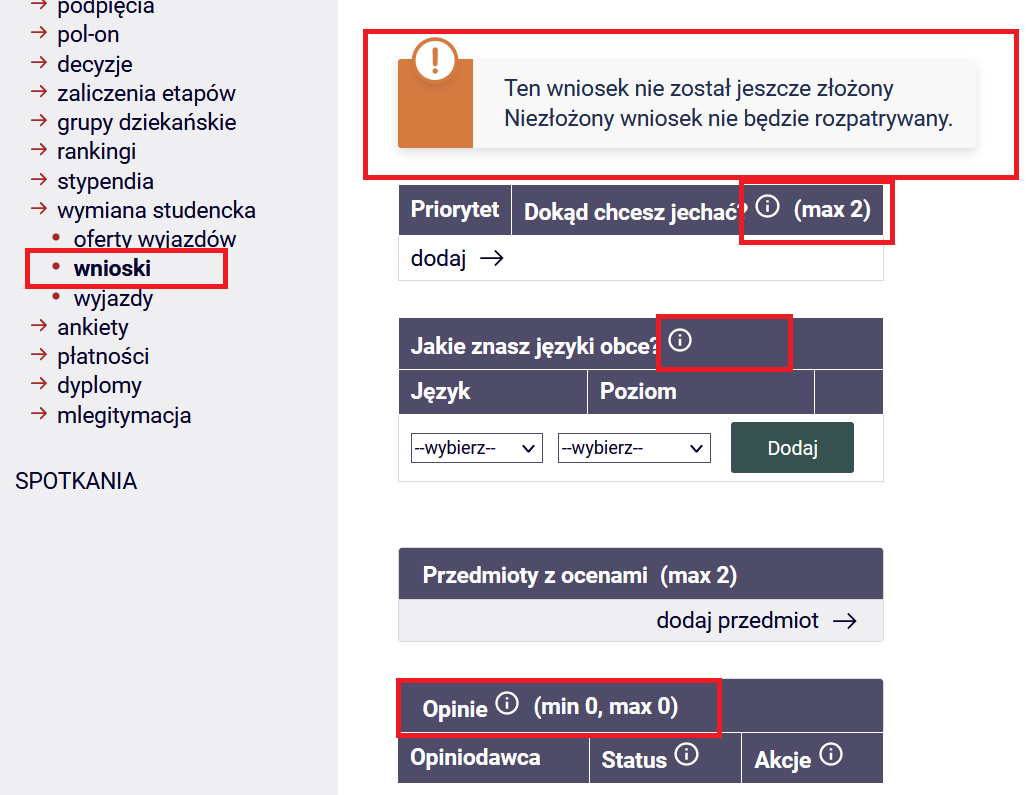 podpięcia
pol-on
decyzje
zaliczenia etapów
grupy dziekańskie
rankingi
stypendia
wymiana studencka
oferty wyjazdów
wnioski
wyjazdy
ankiety
płatności
dyplomy
mlegitymacja
SPOTKANIA
Ten wniosek nie został jeszcze złożony
Niezłożony wniosek nie będzie rozpatrywany.
Priorytet Dokąd chcesz jechać? (max 2)
dodaj →
Jakie znasz języki obce?
Język Poziom
--wybierz-- --wybierz-- Dodaj
Przedmioty z ocenami (max 2)
dodaj przedmiot →
Opinie (min 0, max 0)
Opiniodawca Status Akcje